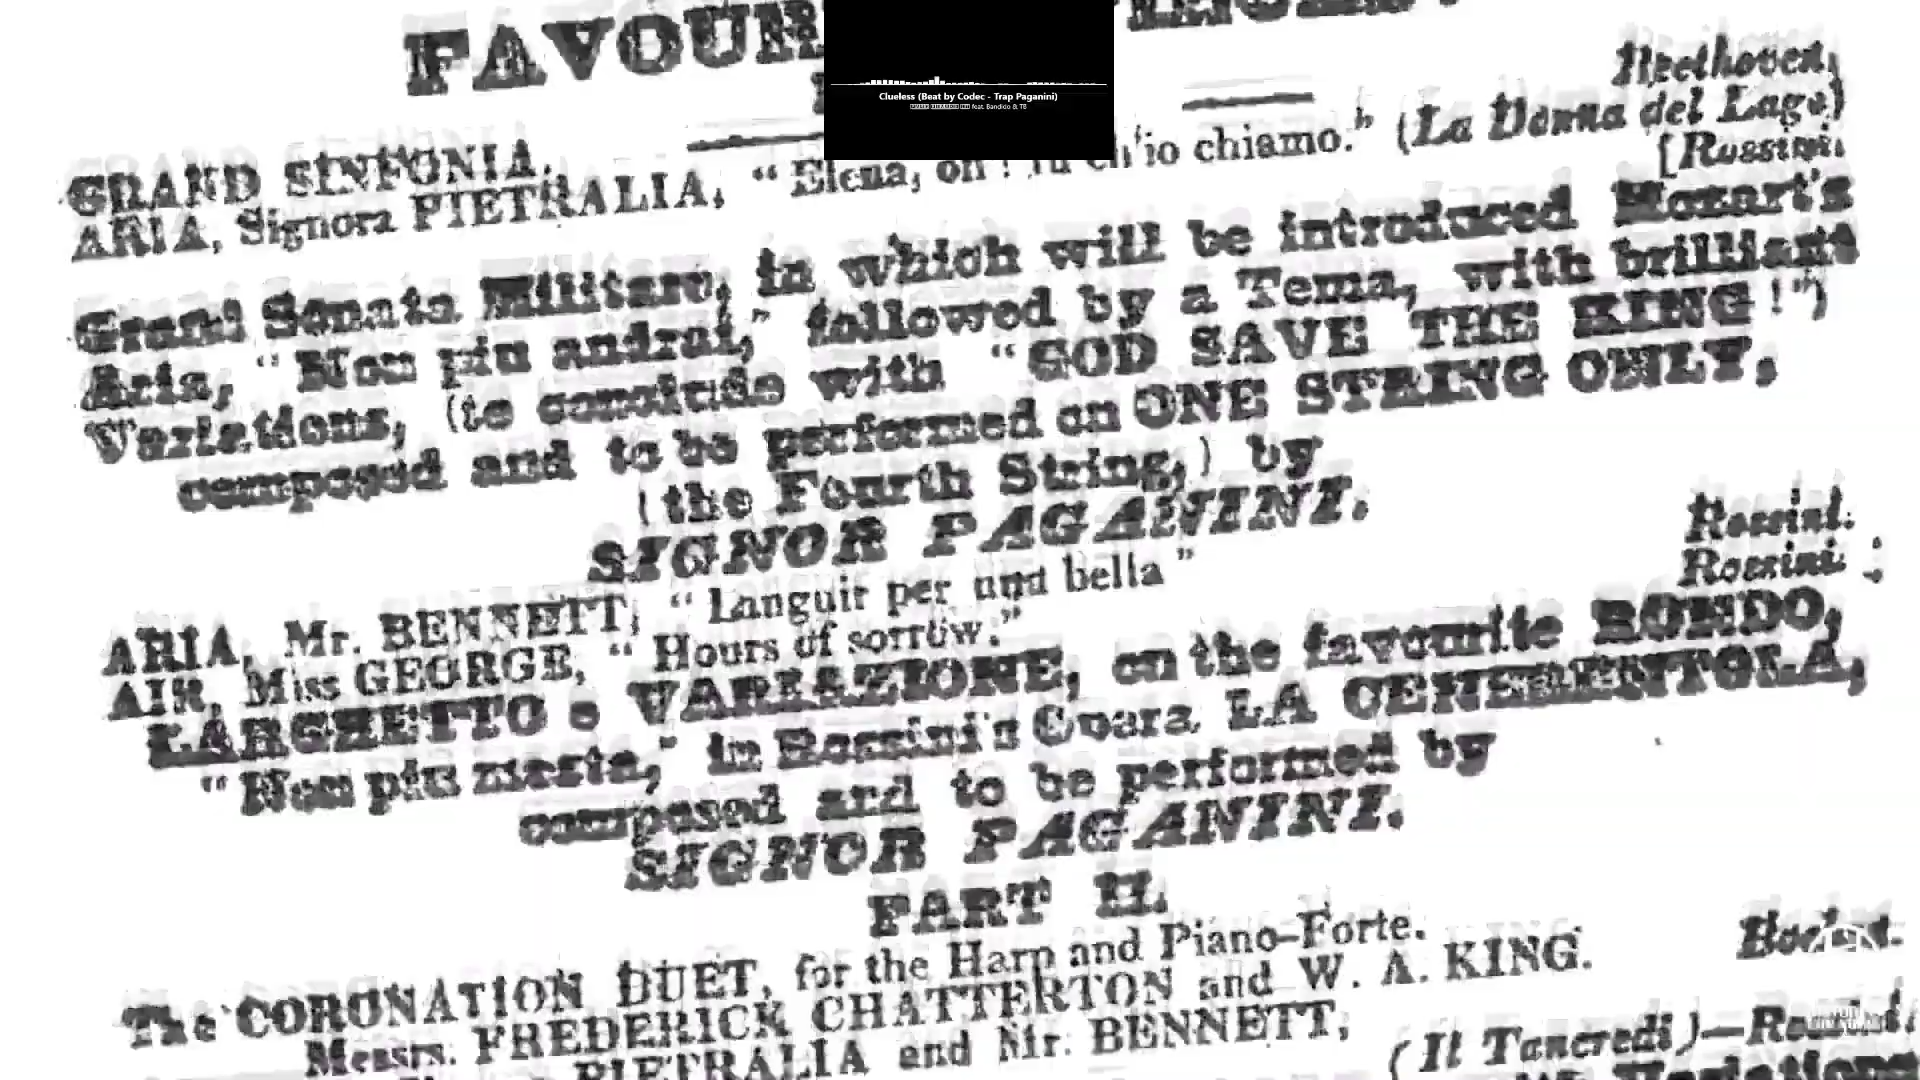 FAVOUR
Clueless (Beat by Codec - Trap Paganini)
feat. Bandido & TB
GRAND SINFONIA, Beethoven,
ARIA, Signora PIETRALIA, "Elena, oh! tu ch'io chiamo." (La Donna del Lago)
[Rossini.
Grand Sonata Militare, in which will be introduced Mozart's
Aria, "Non piu andrai," followed by a Tema, with brilliant
Variations, (to conclude with "GOD SAVE THE KING!")
composed and to be performed on ONE STRING ONLY,
(the Fourth String,) by
SIGNOR PAGANINI.
ARIA, Mr. BENNETT, "Languir per una bella" Rossini.
AIR, Miss GEORGE, "Hours of sorrow." Rossini.
LARGHETTO e VARIAZIONE, on the favourite RONDO,
"Non piu mesta," in Rossini's Opera, LA CENERENTOLA,
composed and to be performed by
SIGNOR PAGANINI.
PART II.
The CORONATION DUET, for the Harp and Piano-Forte. Bochsa.
Messrs. FREDERICK CHATTERTON and W. A. KING.
PIETRALIA and Mr. BENNETT,
(Il Tancredi)—Rossini.
Variations